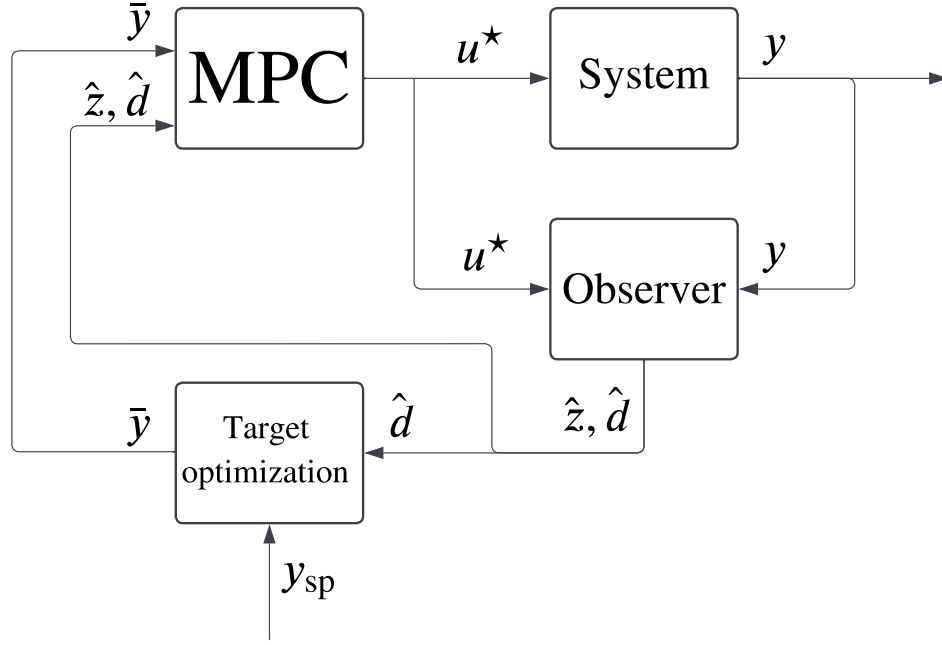 ȳ
MPC
u★
System
y
ẑ, d̂
u★
Observer
y
ȳ
Target
optimization
d̂
ẑ, d̂
y_sp